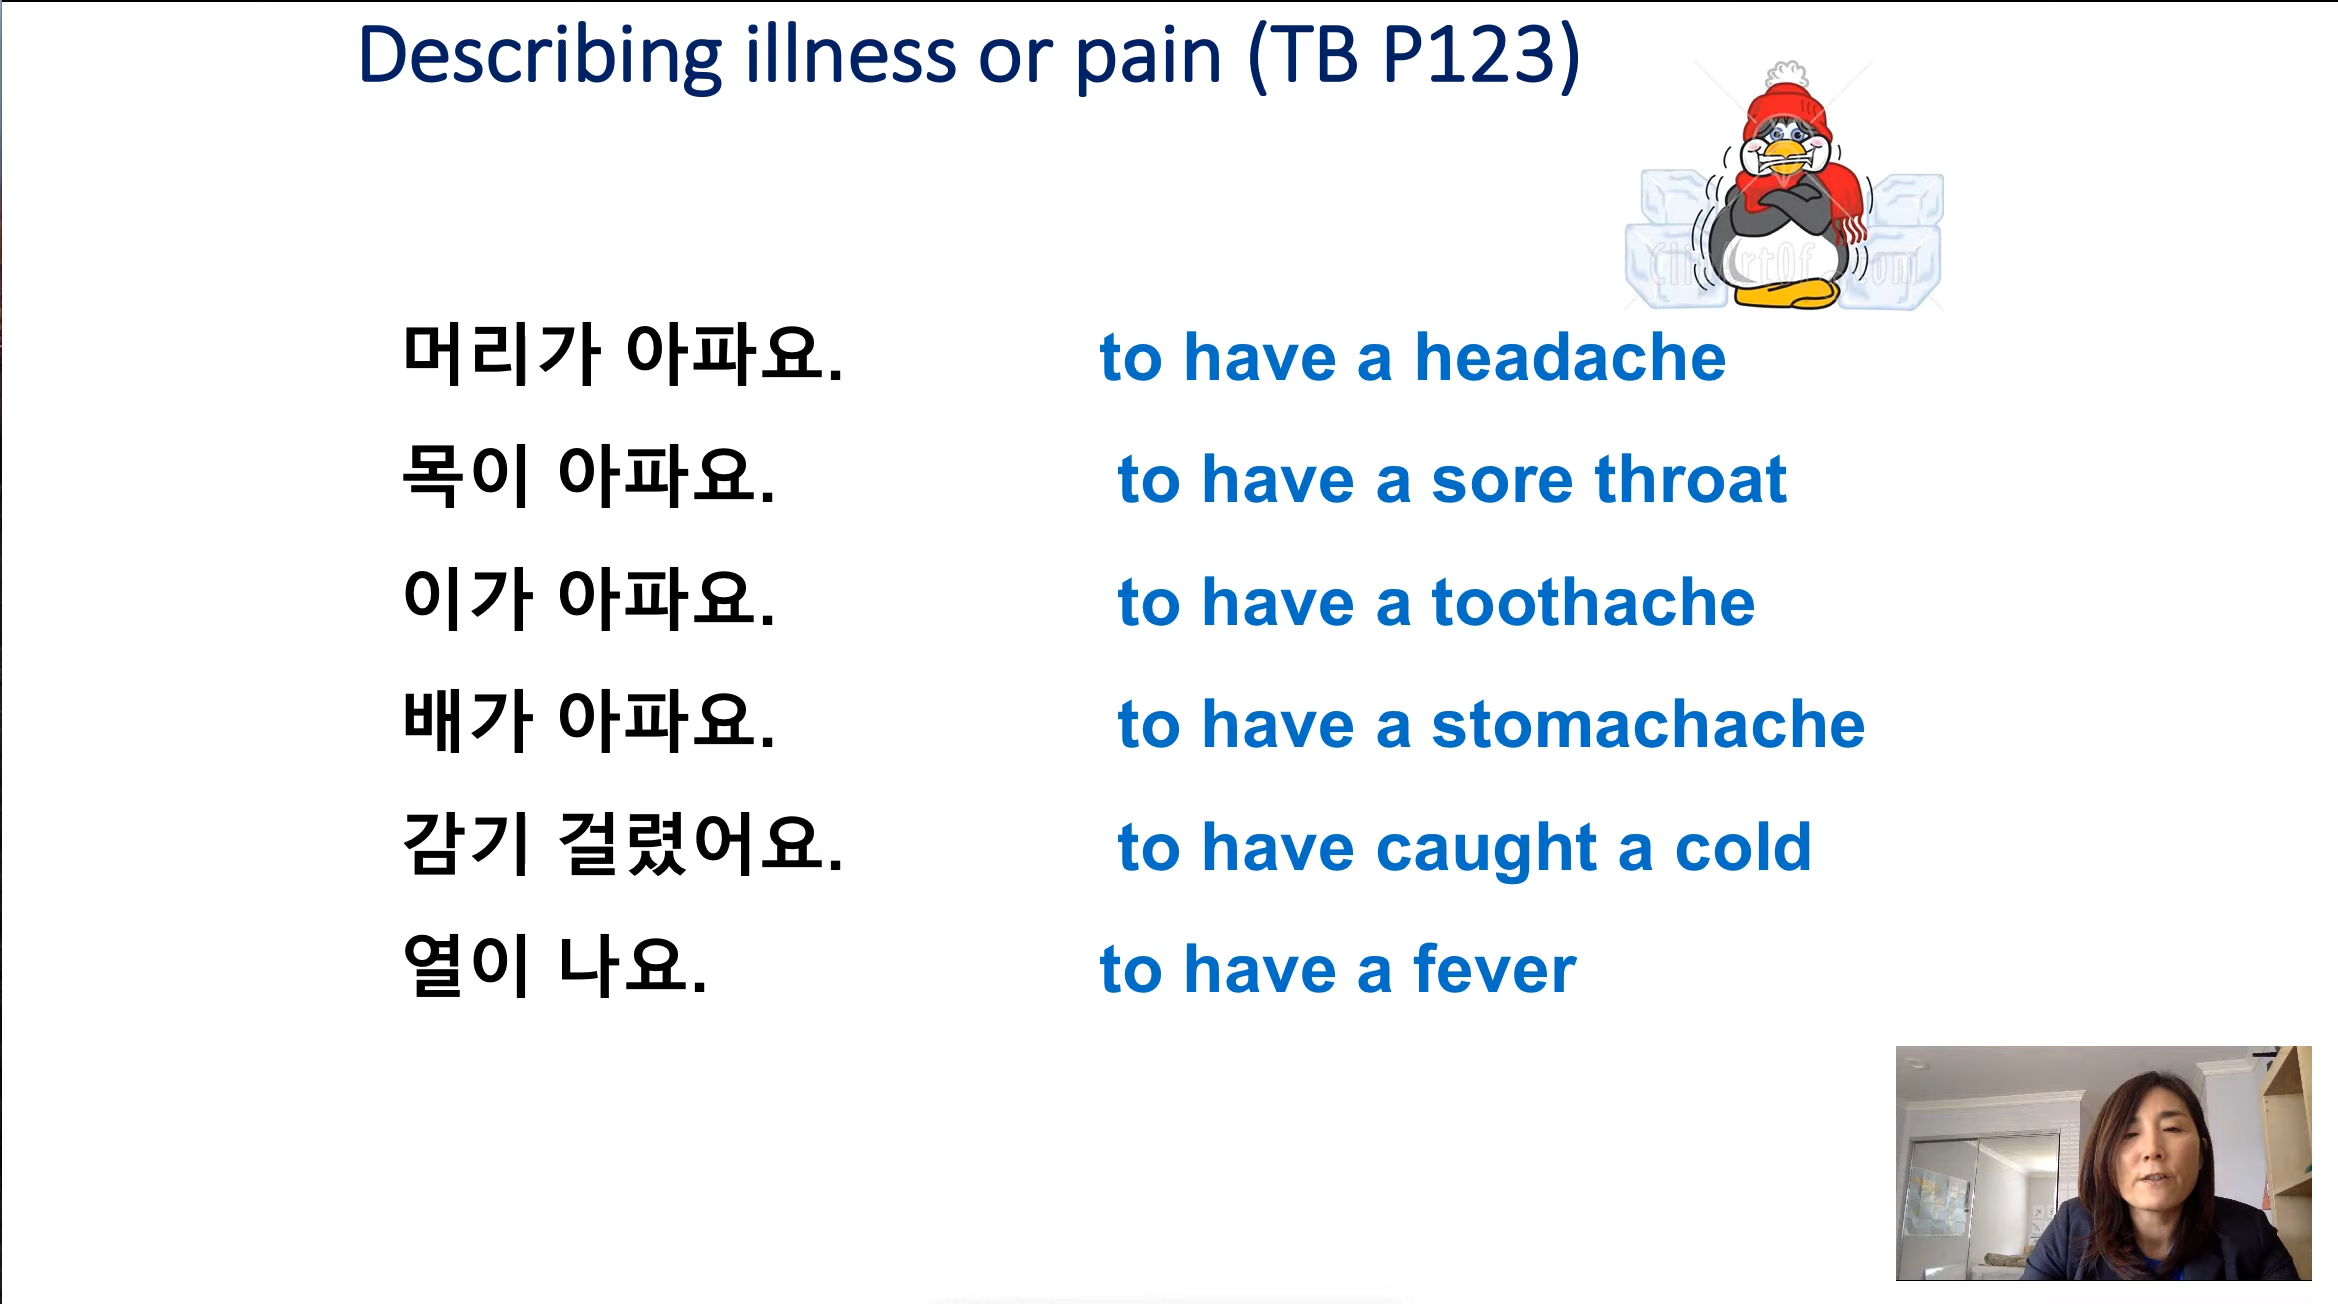 Describing illness or pain (TB P123)
ClipArtOf.com
머리가 아파요. to have a headache
목이 아파요. to have a sore throat
이가 아파요. to have a toothache
배가 아파요. to have a stomachache
감기 걸렸어요. to have caught a cold
열이 나요. to have a fever